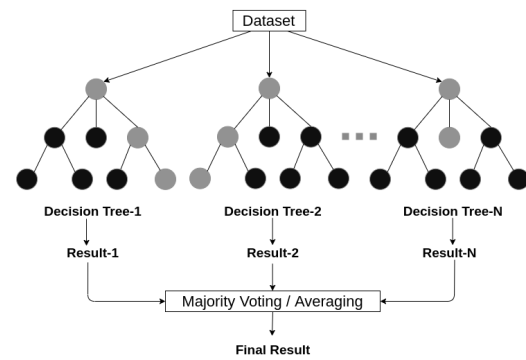 Dataset
Decision Tree-1 Decision Tree-2 Decision Tree-N
Result-1 Result-2 Result-N
Majority Voting / Averaging
Final Result